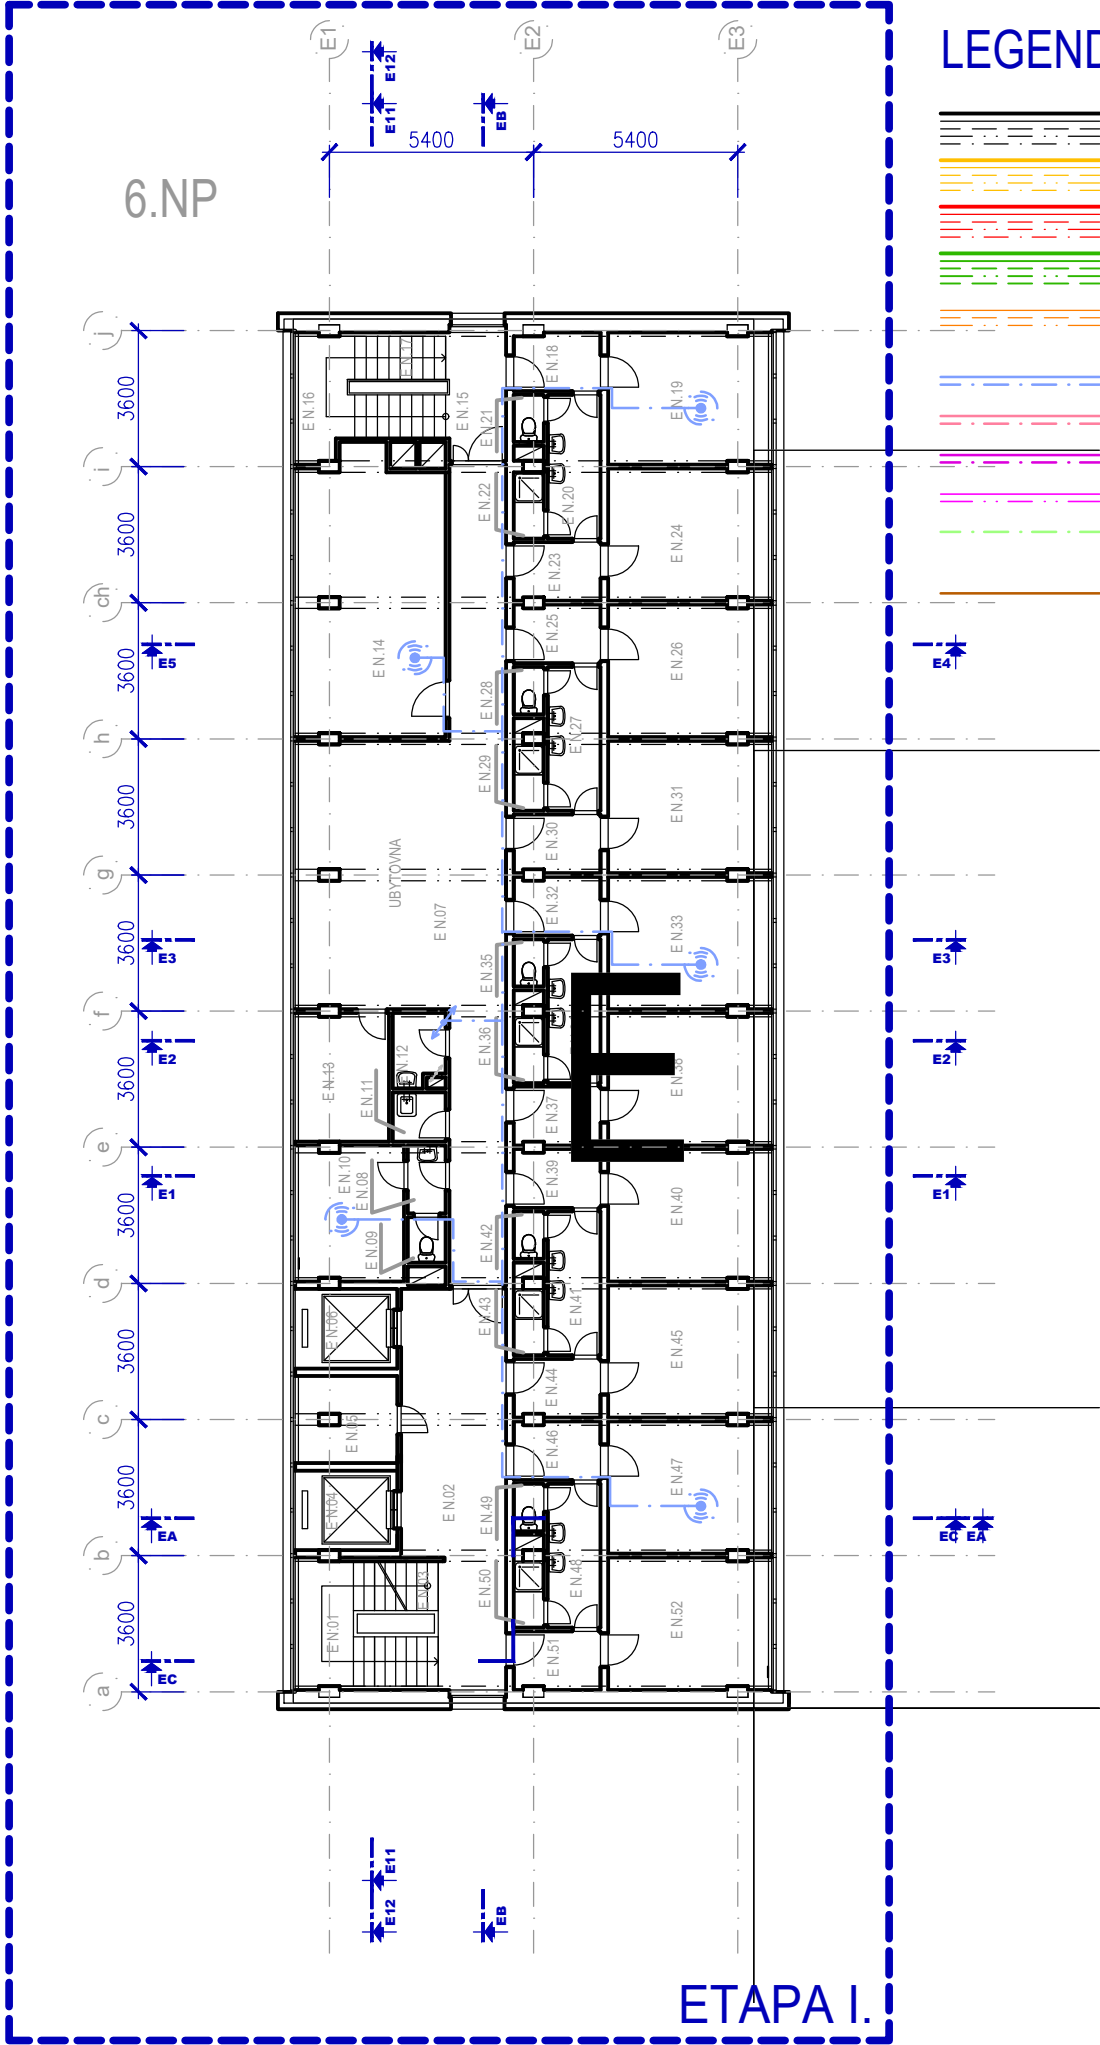 E1
E2
E3
LEGEND
E12
E11
EB
5400
5400
6.NP
j
3600
i
3600
ch
3600
h
3600
g
3600
f
3600
e
3600
d
3600
c
3600
b
3600
a
E5
E4
E3
E3
E2
E2
E1
E1
EA
EC
EA
EC
E N.17
E N.18
E N.16
E N.15
E N.19
E N.21
E N.22
E N.20
E N.24
E N.23
E N.25
E N.14
E N.26
E N.28
E N.27
E N.29
E N.31
E N.30
UBYTOVNA
E N.07
E N.32
E N.33
E N.35
E N.36
E N.12
E N.13
E N.11
E N.38
E N.37
E
E N.10
E N.08
E N.39
E N.40
E N.09
E N.42
E N.43
E N.41
E N.06
E N.45
E N.44
E N.05
E N.46
E N.47
E N.04
E N.02
E N.49
E N.50
E N.48
E N.03
E N.01
E N.52
E N.51
E11
E12
EB
ETAPA I.